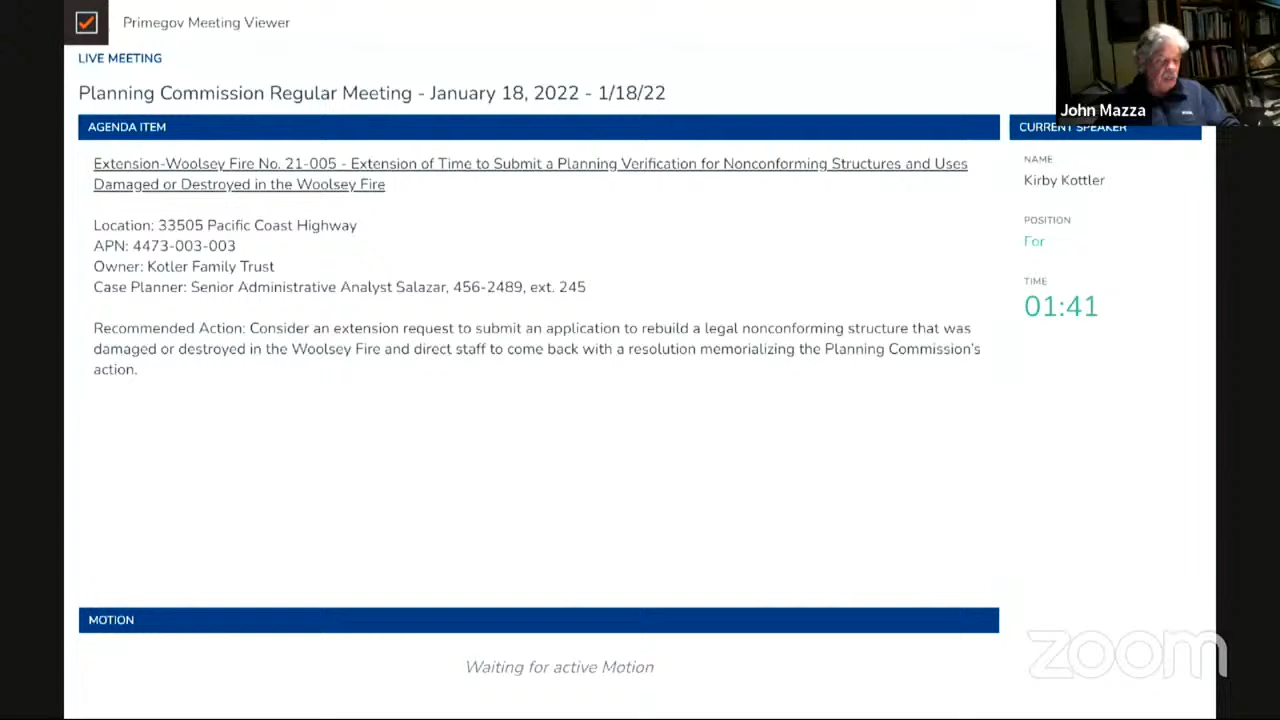 Primegov Meeting Viewer
LIVE MEETING
Planning Commission Regular Meeting - January 18, 2022 - 1/18/22
John Mazza
AGENDA ITEM
CURRENT SPEAKER
Extension-Woolsey Fire No. 21-005 - Extension of Time to Submit a Planning Verification for Nonconforming Structures and Uses
Damaged or Destroyed in the Woolsey Fire
Location: 33505 Pacific Coast Highway
APN: 4473-003-003
Owner: Kotler Family Trust
Case Planner: Senior Administrative Analyst Salazar, 456-2489, ext. 245
Recommended Action: Consider an extension request to submit an application to rebuild a legal nonconforming structure that was
damaged or destroyed in the Woolsey Fire and direct staff to come back with a resolution memorializing the Planning Commission's
action.
NAME
Kirby Kottler
POSITION
For
TIME
01:41
MOTION
Waiting for active Motion
zoom